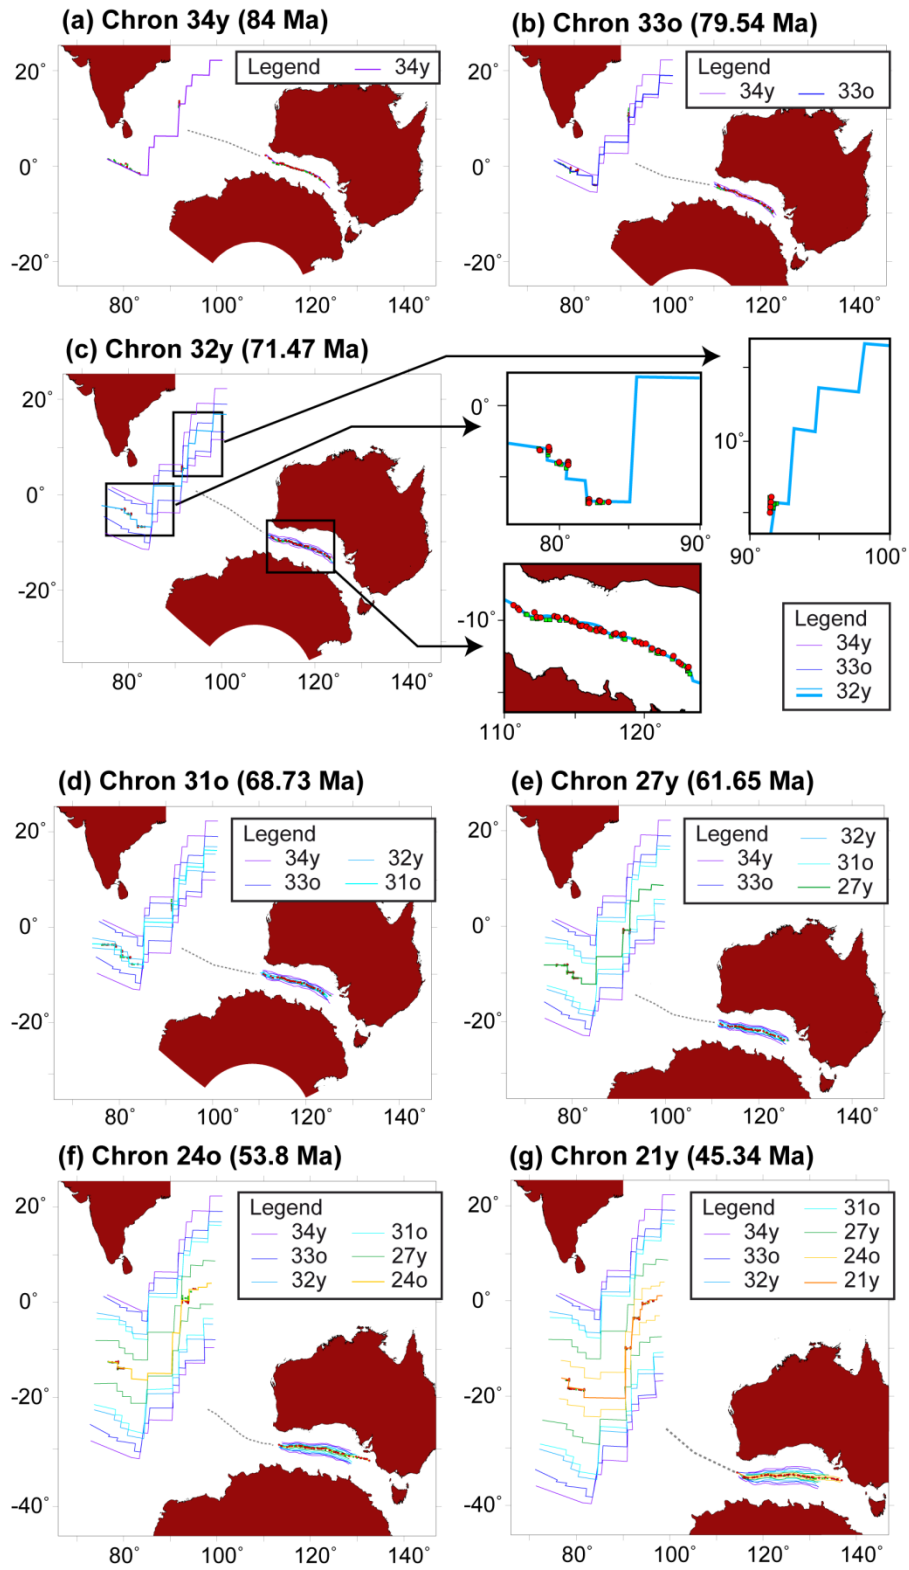 (a) Chron 34y (84 Ma)
Legend
34y
20°
0°
-20°
80° 100° 120° 140°
(b) Chron 33o (79.54 Ma)
Legend
34y 33o
20°
0°
-20°
80° 100° 120° 140°
(c) Chron 32y (71.47 Ma)
20°
0°
-20°
80° 100° 120° 140°
0°
80° 90°
10°
90° 100°
-10°
110° 120°
Legend
34y
33o
32y
(d) Chron 31o (68.73 Ma)
Legend
34y 32y
33o 31o
20°
0°
-20°
80° 100° 120° 140°
(e) Chron 27y (61.65 Ma)
Legend 32y
34y 31o
33o 27y
20°
0°
-20°
80° 100° 120° 140°
(f) Chron 24o (53.8 Ma)
Legend 31o
34y 27y
33o 24o
32y
20°
0°
-20°
-40°
80° 100° 120° 140°
(g) Chron 21y (45.34 Ma)
Legend 31o
34y 27y
33o 24o
32y 21y
20°
0°
-20°
-40°
80° 100° 120° 140°